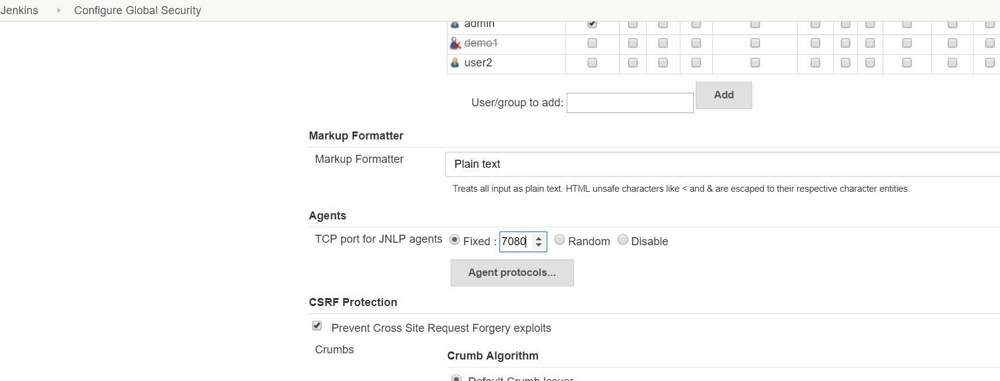 Jenkins Configure Global Security
admin
demo1
user2
User/group to add: Add
Markup Formatter
Markup Formatter Plain text
Treats all input as plain text. HTML unsafe characters like < and & are escaped to their respective character entities.
Agents
TCP port for JNLP agents Fixed : 7080 Random Disable
Agent protocols...
CSRF Protection
Prevent Cross Site Request Forgery exploits
Crumbs
Crumb Algorithm
Default Crumb Issuer